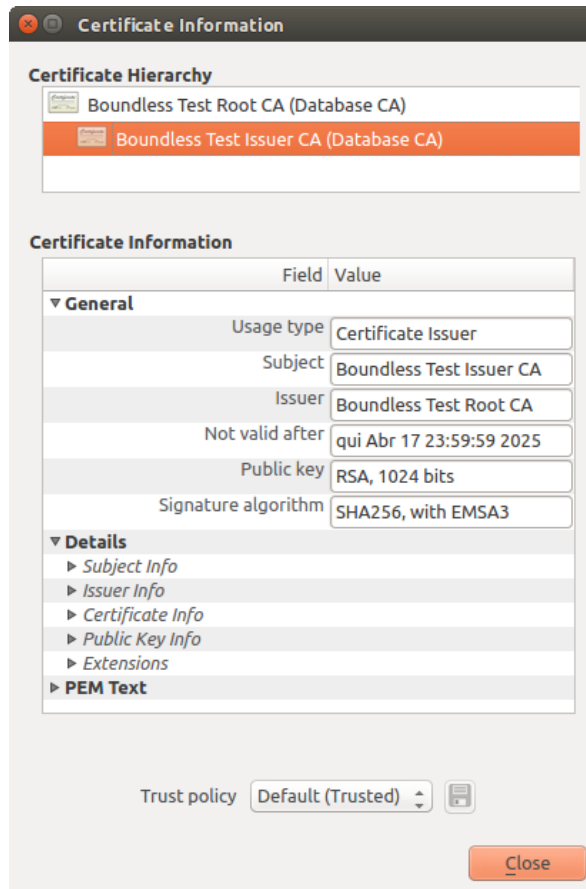 Certificate Information
Certificate Hierarchy
Boundless Test Root CA (Database CA)
Boundless Test Issuer CA (Database CA)
Certificate Information
Field Value
General
Usage type Certificate Issuer
Subject Boundless Test Issuer CA
Issuer Boundless Test Root CA
Not valid after qui Abr 17 23:59:59 2025
Public key RSA, 1024 bits
Signature algorithm SHA256, with EMSA3
Details
Subject Info
Issuer Info
Certificate Info
Public Key Info
Extensions
PEM Text
Trust policy Default (Trusted)
Close